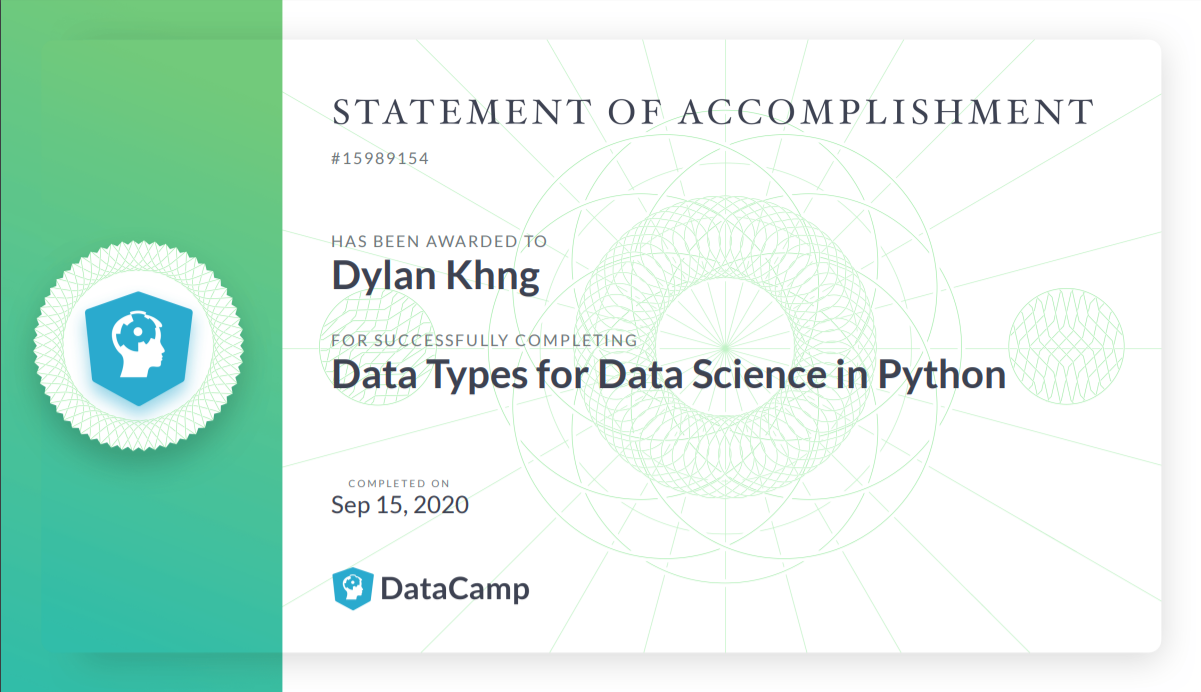 STATEMENT OF ACCOMPLISHMENT
#15989154
HAS BEEN AWARDED TO
Dylan Khng
FOR SUCCESSFULLY COMPLETING
Data Types for Data Science in Python
COMPLETED ON
Sep 15, 2020
DataCamp